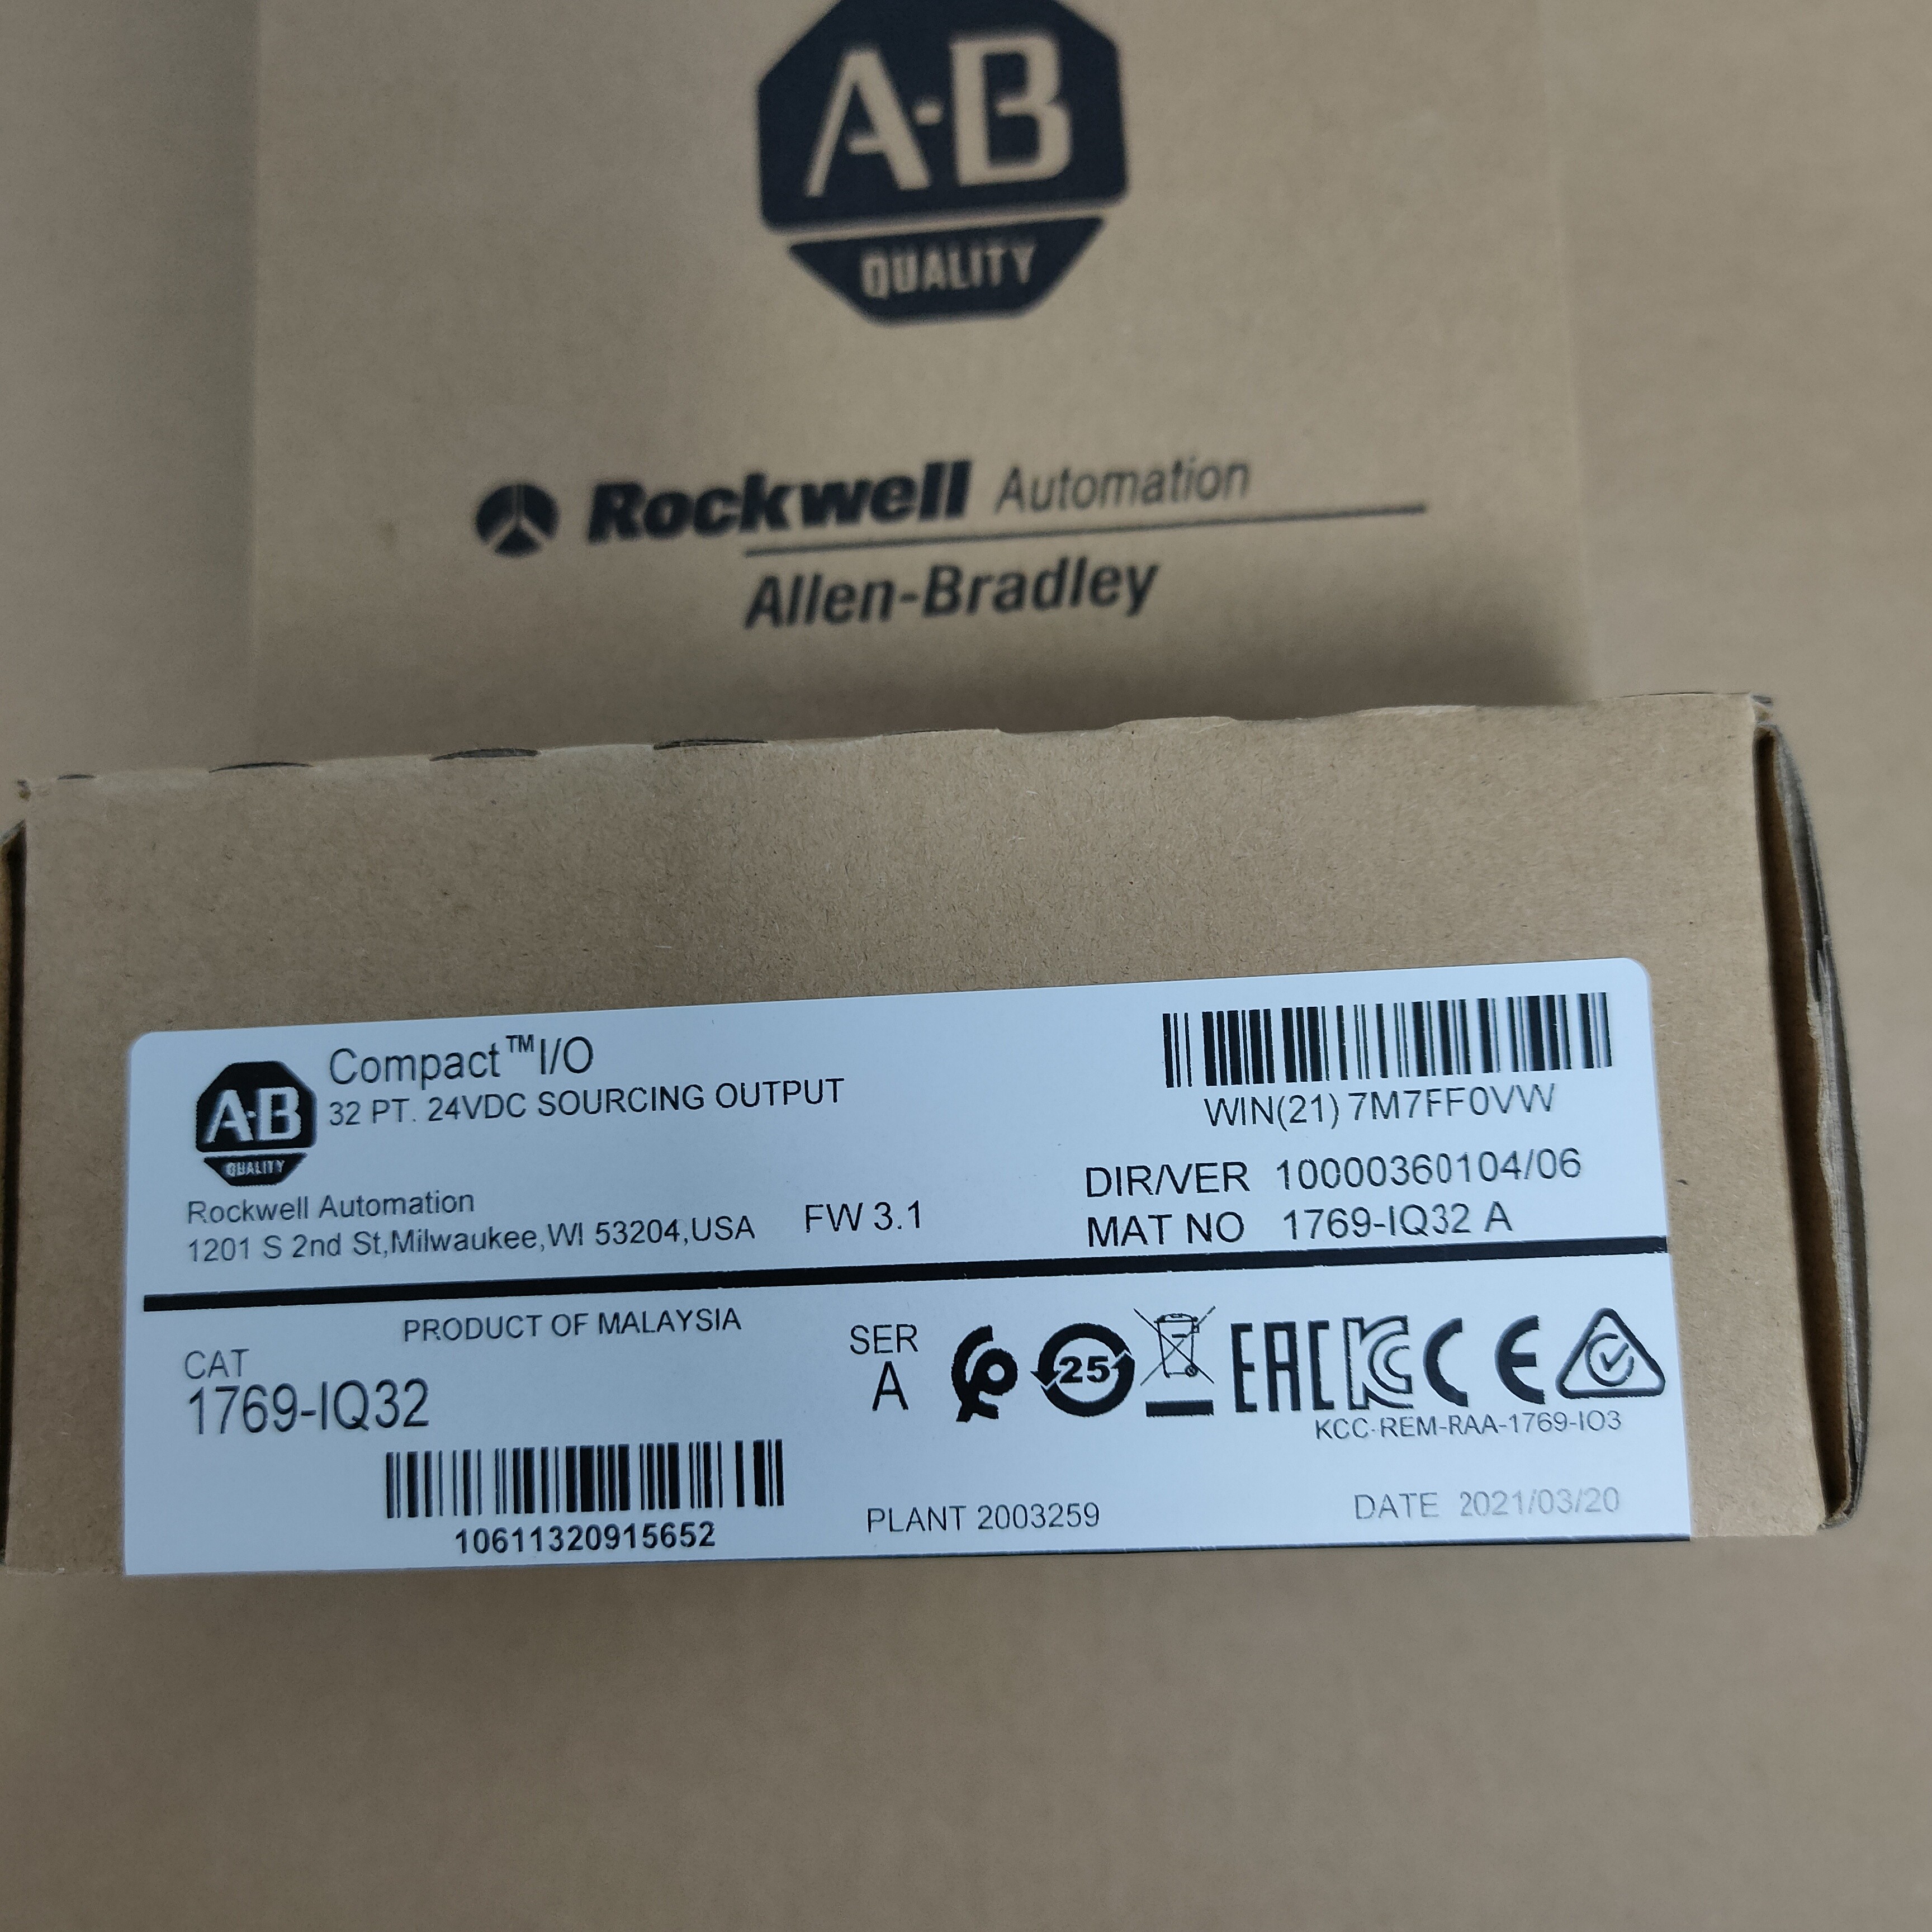 A-B
QUALITY
Rockwell Automation
Allen-Bradley
A-B
QUALITY
Compact™I/O
32 PT. 24VDC SOURCING OUTPUT
Rockwell Automation
1201 S 2nd St,Milwaukee,WI 53204,USA
FW 3.1
WIN(21) 7M7FF0VW
DIR/VER 10000360104/06
MAT NO 1769-IQ32 A
PRODUCT OF MALAYSIA
CAT
1769-IQ32
10611320915652
SER
A
25
EAC
KC
CE
KCC-REM-RAA-1769-IO3
PLANT 2003259
DATE 2021/03/20